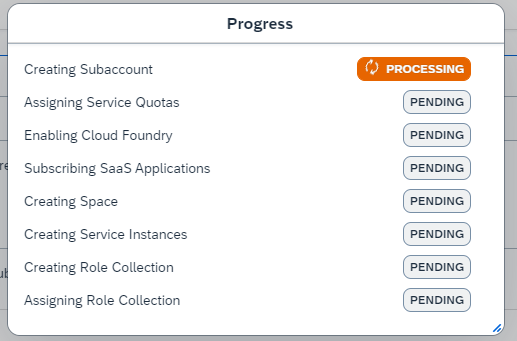 Progress
Creating Subaccount PROCESSING
Assigning Service Quotas PENDING
Enabling Cloud Foundry PENDING
Subscribing SaaS Applications PENDING
Creating Space PENDING
Creating Service Instances PENDING
Creating Role Collection PENDING
Assigning Role Collection PENDING